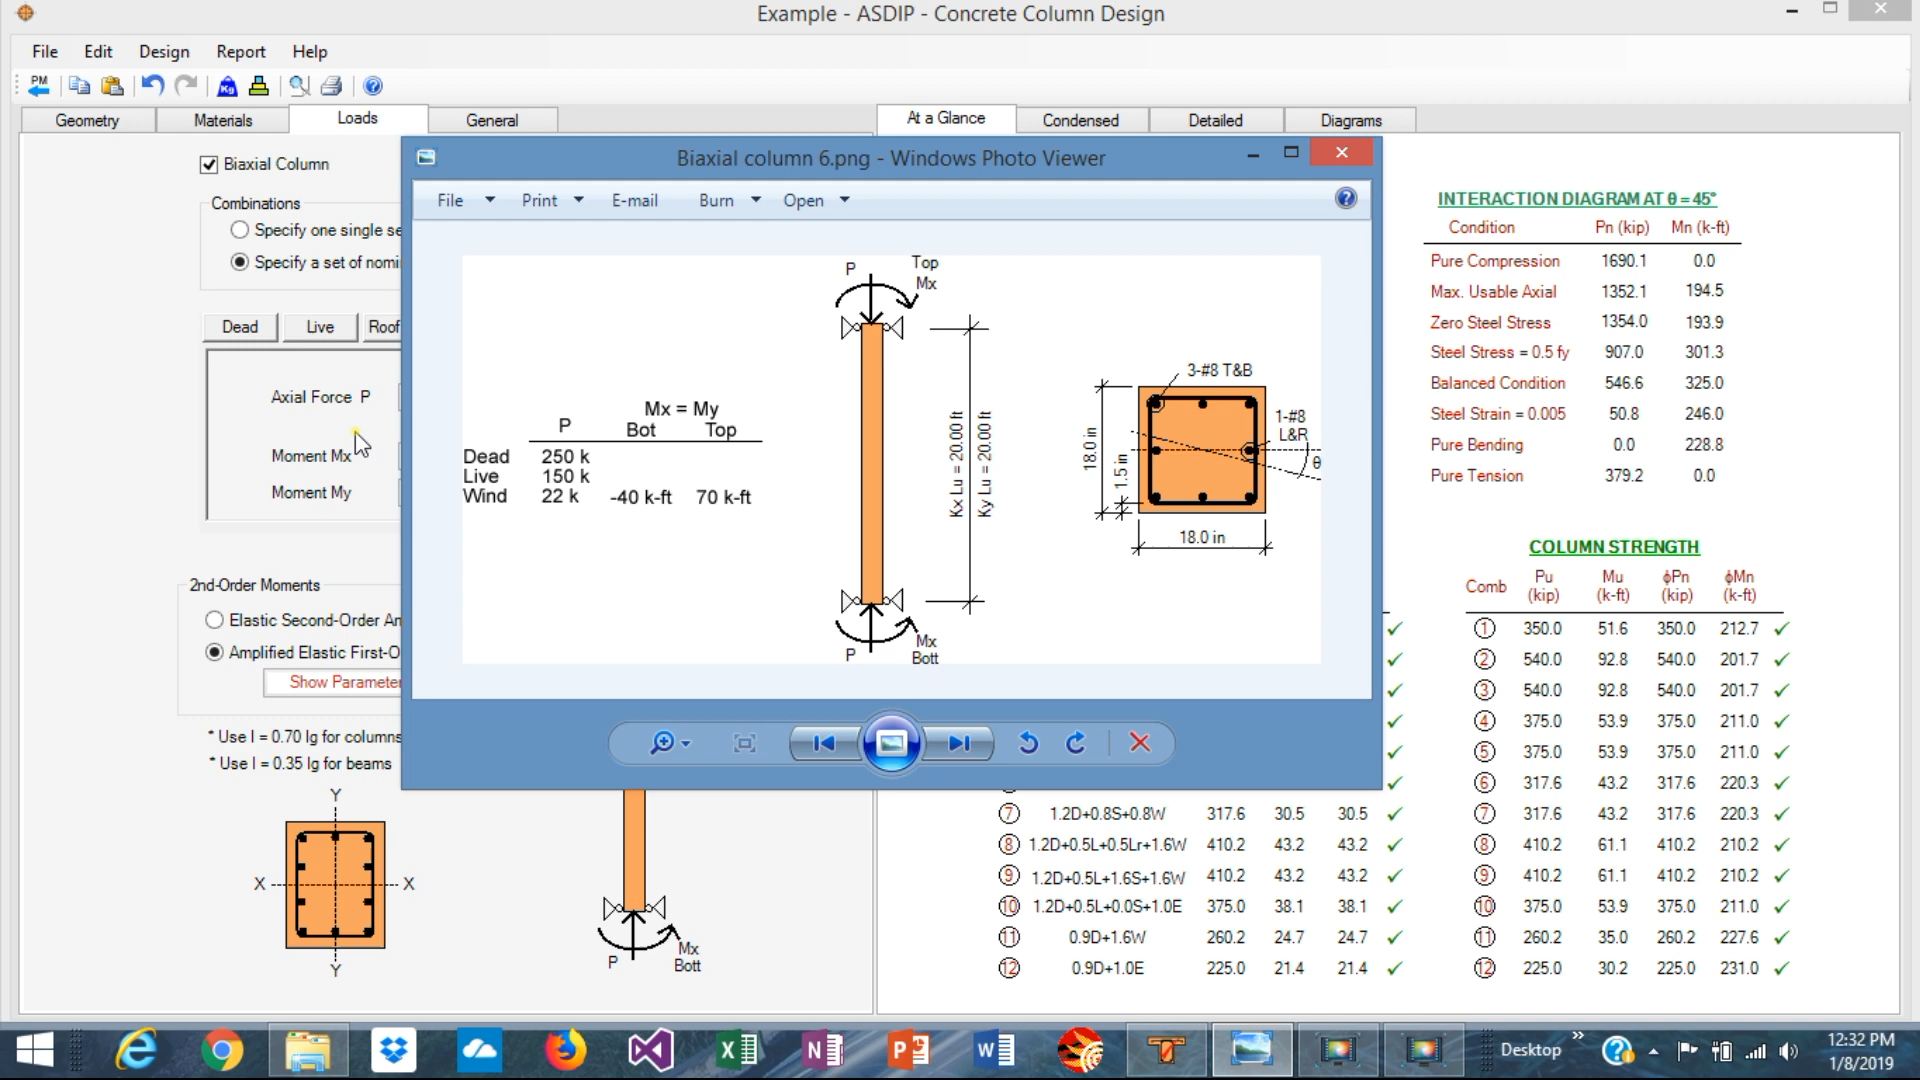 Example - ASDIP - Concrete Column Design
File Edit Design Report Help
PM
Kg
Geometry Materials Loads General
At a Glance Condensed Detailed Diagrams
Biaxial Column
Combinations
Specify one single se
Specify a set of nomi
Dead Live Roof
Axial Force P
Moment Mx
Moment My
2nd-Order Moments
Elastic Second-Order An
Amplified Elastic First-O
Show Parameter
* Use I = 0.70 Ig for columns
* Use I = 0.35 Ig for beams
Y
X X
Y
P Mx
Bott
Biaxial column 6.png - Windows Photo Viewer
File Print E-mail Burn Open
P Top
Mx
Mx = My
P Bot Top
Dead 250 k
Live 150 k
Wind 22 k -40 k-ft 70 k-ft
Kx Lu = 20.00 ft
Ky Lu = 20.00 ft
P Mx
Bott
3-#8 T&B
1-#8
L&R
θ
18.0 in
1.5 in
18.0 in
INTERACTION DIAGRAM AT θ = 45°
Condition Pn (kip) Mn (k-ft)
Pure Compression 1690.1 0.0
Max. Usable Axial 1352.1 194.5
Zero Steel Stress 1354.0 193.9
Steel Stress = 0.5 fy 907.0 301.3
Balanced Condition 546.6 325.0
Steel Strain = 0.005 50.8 246.0
Pure Bending 0.0 228.8
Pure Tension 379.2 0.0
COLUMN STRENGTH
Comb Pu (kip) Mu (k-ft) ϕPn (kip) ϕMn (k-ft)
1 350.0 51.6 350.0 212.7
2 540.0 92.8 540.0 201.7
3 540.0 92.8 540.0 201.7
4 375.0 53.9 375.0 211.0
5 375.0 53.9 375.0 211.0
6 317.6 43.2 317.6 220.3
7 317.6 43.2 317.6 220.3
8 410.2 61.1 410.2 210.2
9 410.2 61.1 410.2 210.2
10 375.0 53.9 375.0 211.0
11 260.2 35.0 260.2 227.6
12 225.0 30.2 225.0 231.0
7 1.2D+0.8S+0.8W 317.6 30.5 30.5
8 1.2D+0.5L+0.5Lr+1.6W 410.2 43.2 43.2
9 1.2D+0.5L+1.6S+1.6W 410.2 43.2 43.2
10 1.2D+0.5L+0.0S+1.0E 375.0 38.1 38.1
11 0.9D+1.6W 260.2 24.7 24.7
12 0.9D+1.0E 225.0 21.4 21.4
Desktop
12:32 PM
1/8/2019